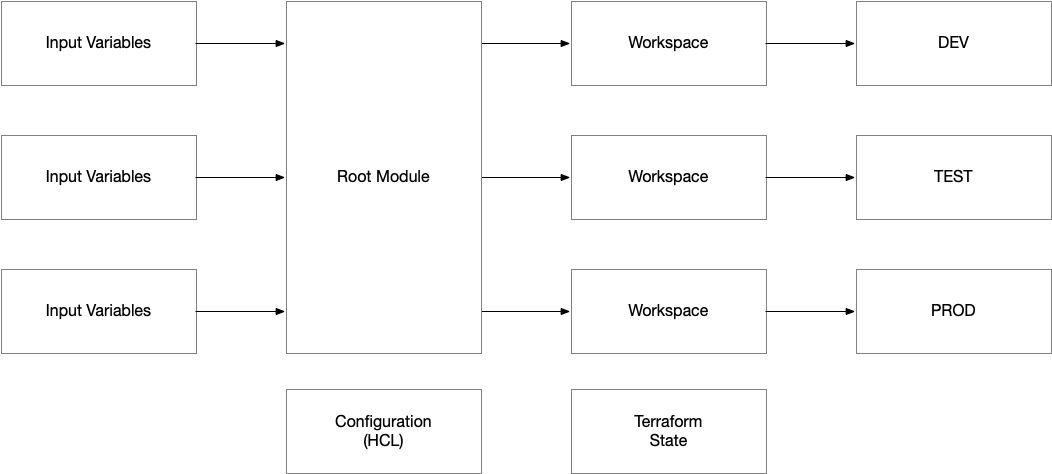 Input Variables
Workspace
DEV
Input Variables
Root Module
Workspace
TEST
Input Variables
Workspace
PROD
Configuration
(HCL)
Terraform
State